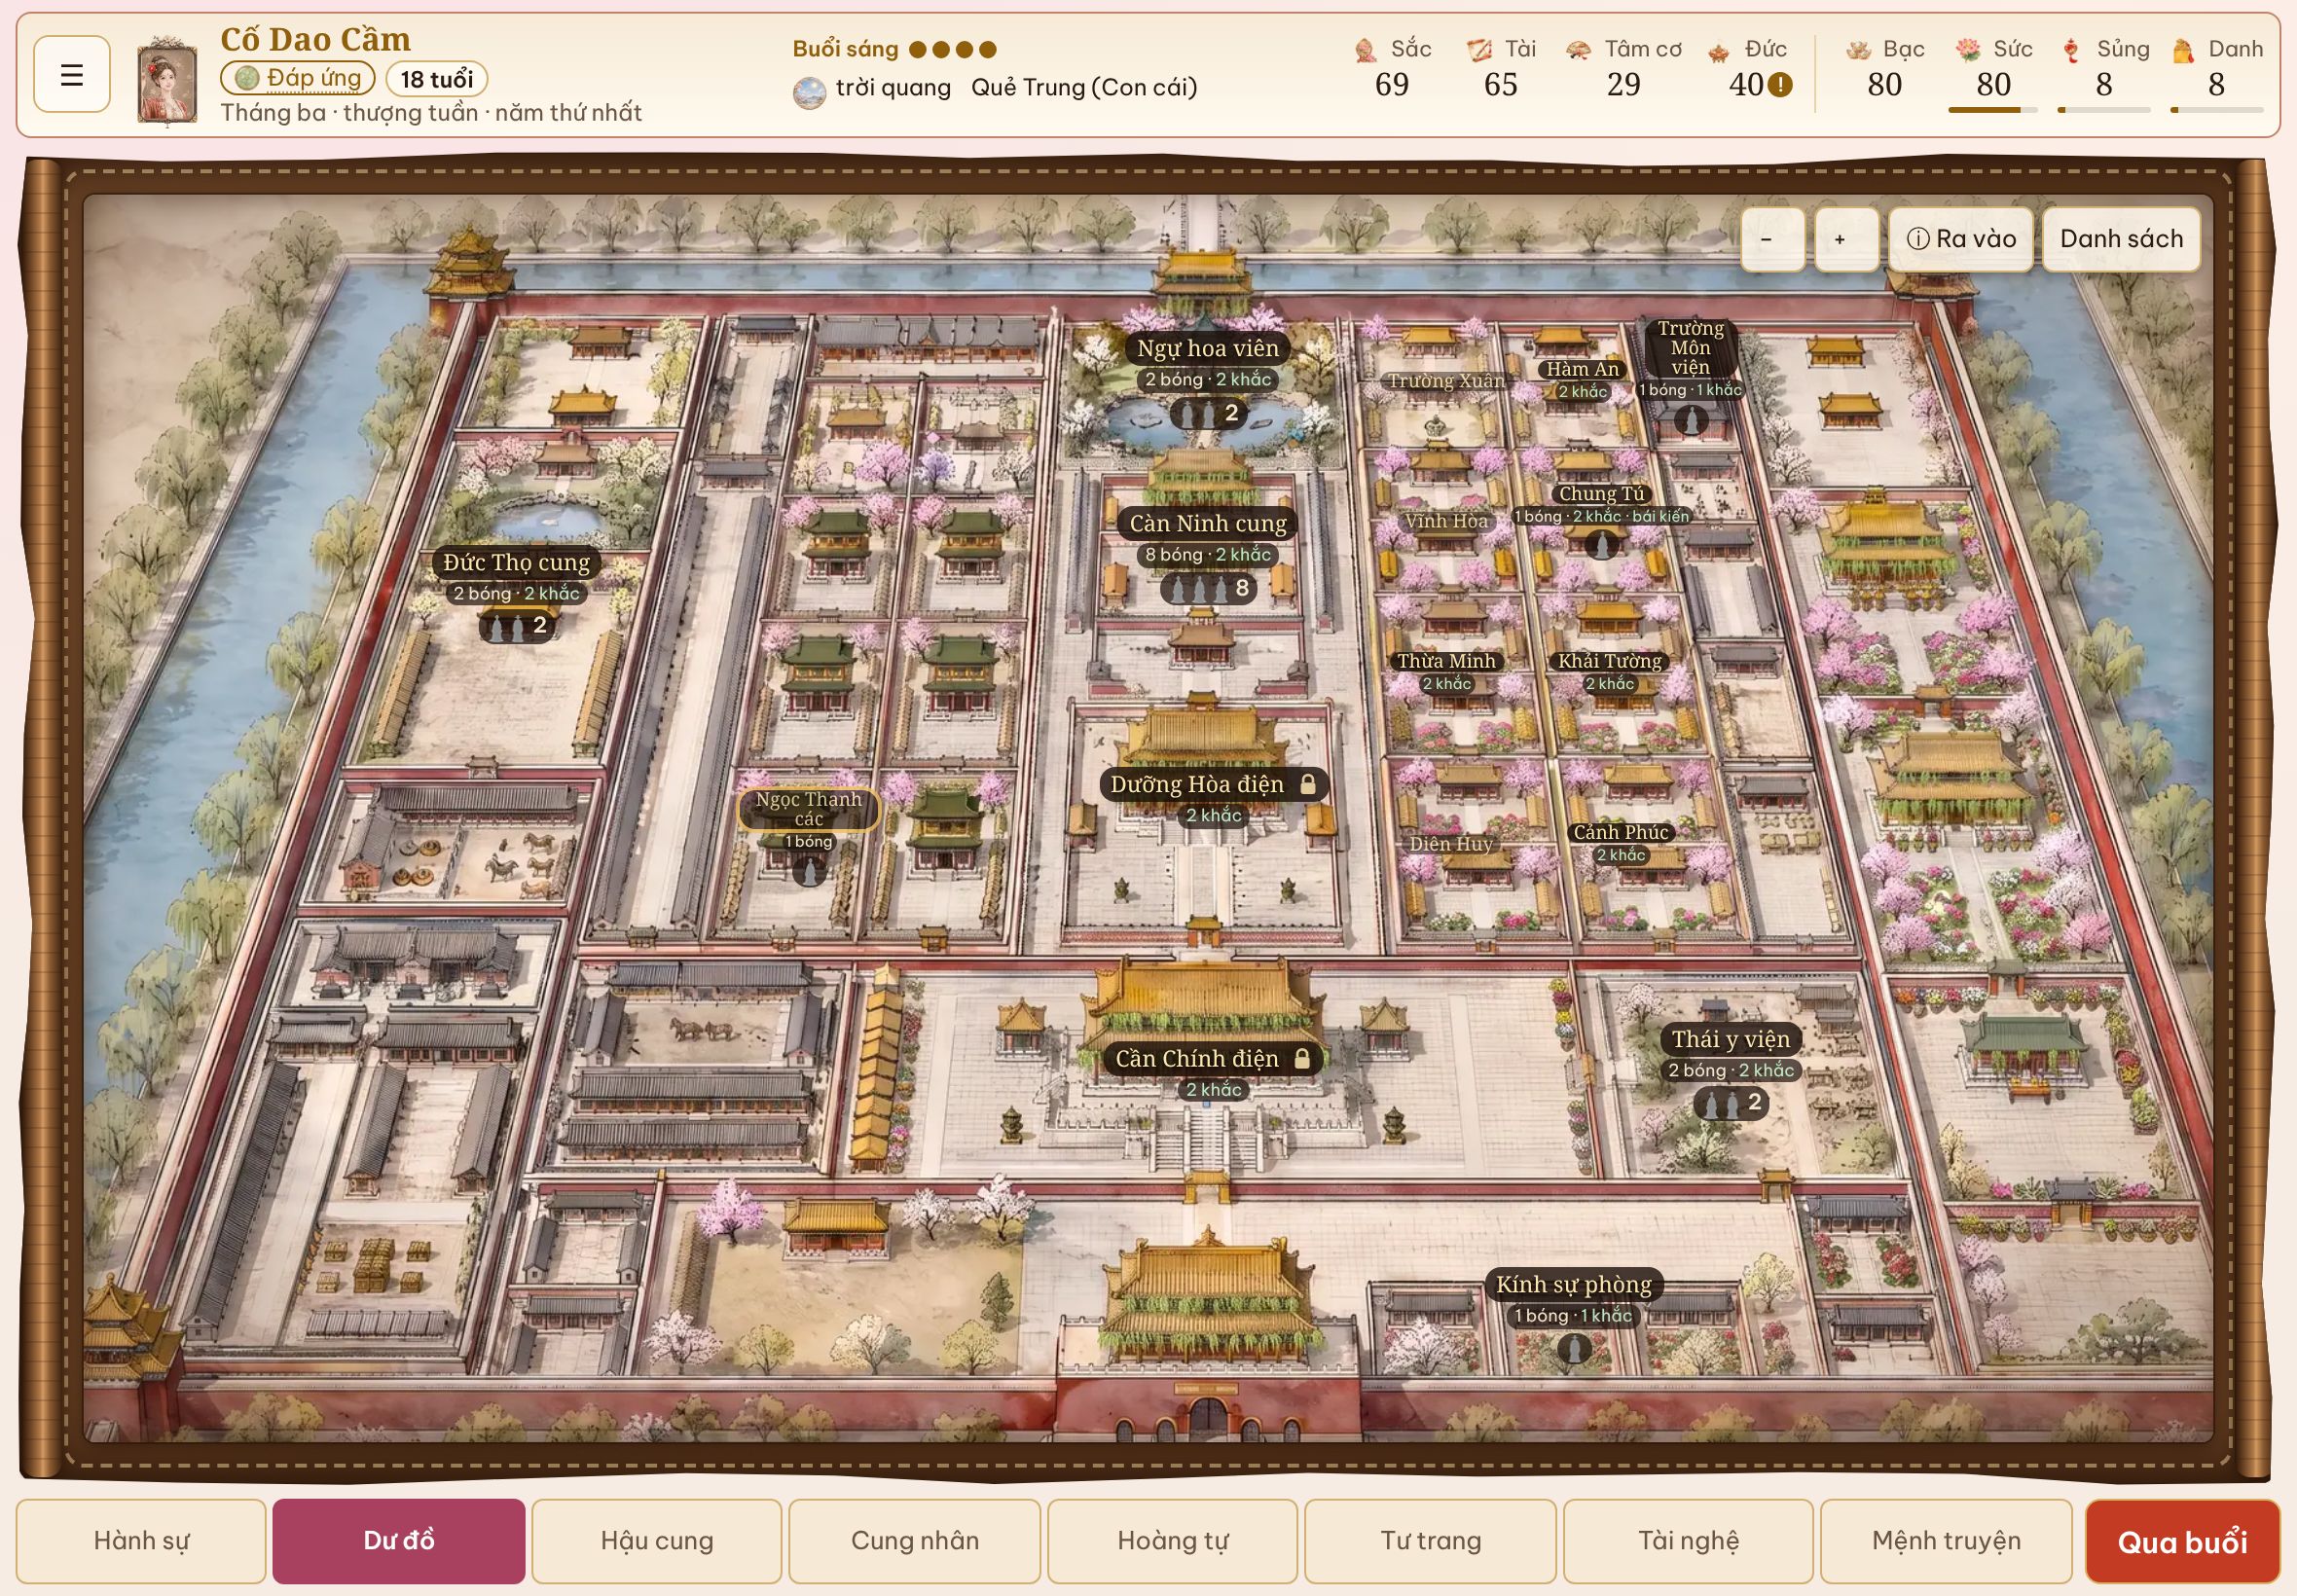 ☰
Cố Dao Cầm
Đáp ứng
18 tuổi
Tháng ba · thượng tuần · năm thứ nhất
Buổi sáng
trời quang Quẻ Trung (Con cái)
Sắc
69
Tài
65
Tâm cơ
29
Đức
40!
Bạc
80
Sức
80
Sủng
8
Danh
8
-
+
ⓘ Ra vào
Danh sách
Ngự hoa viên
2 bóng · 2 khắc
2
Trường Xuân
Hàm An
2 khắc
Trường
Môn
viện
1 bóng · 1 khắc
Càn Ninh cung
8 bóng · 2 khắc
8
Vĩnh Hòa
Chung Tú
1 bóng · 2 khắc · bái kiến
Đức Thọ cung
2 bóng · 2 khắc
2
Thừa Minh
2 khắc
Khải Tường
2 khắc
Dưỡng Hòa điện
2 khắc
Ngọc Thanh
các
1 bóng
Diên Huy
Cảnh Phúc
2 khắc
Cần Chính điện
2 khắc
Thái y viện
2 bóng · 2 khắc
2
Kính sự phòng
1 bóng · 1 khắc
Hành sự
Dư đồ
Hậu cung
Cung nhân
Hoàng tự
Tư trang
Tài nghệ
Mệnh truyện
Qua buổi